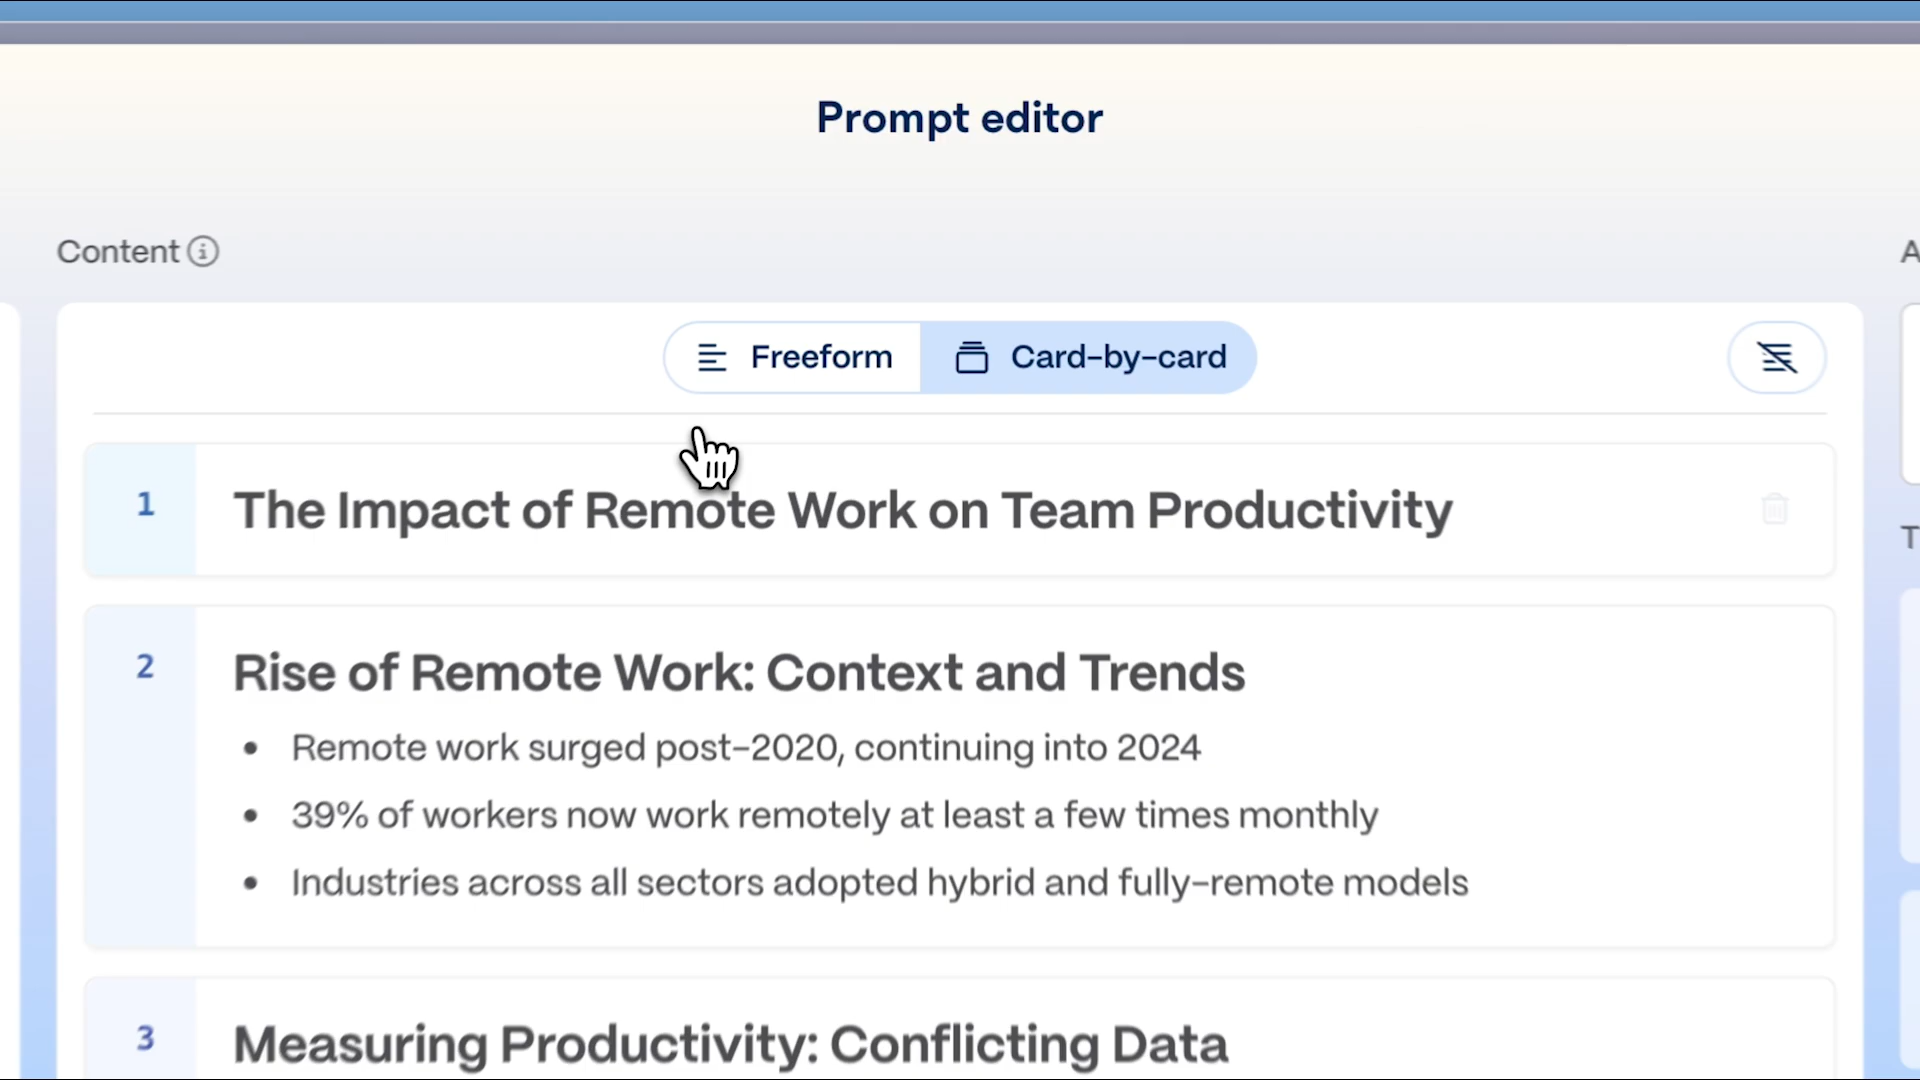 Prompt editor
Content
Freeform
Card-by-card
1
The Impact of Remote Work on Team Productivity
2
Rise of Remote Work: Context and Trends
• Remote work surged post-2020, continuing into 2024
• 39% of workers now work remotely at least a few times monthly
• Industries across all sectors adopted hybrid and fully-remote models
3
Measuring Productivity: Conflicting Data